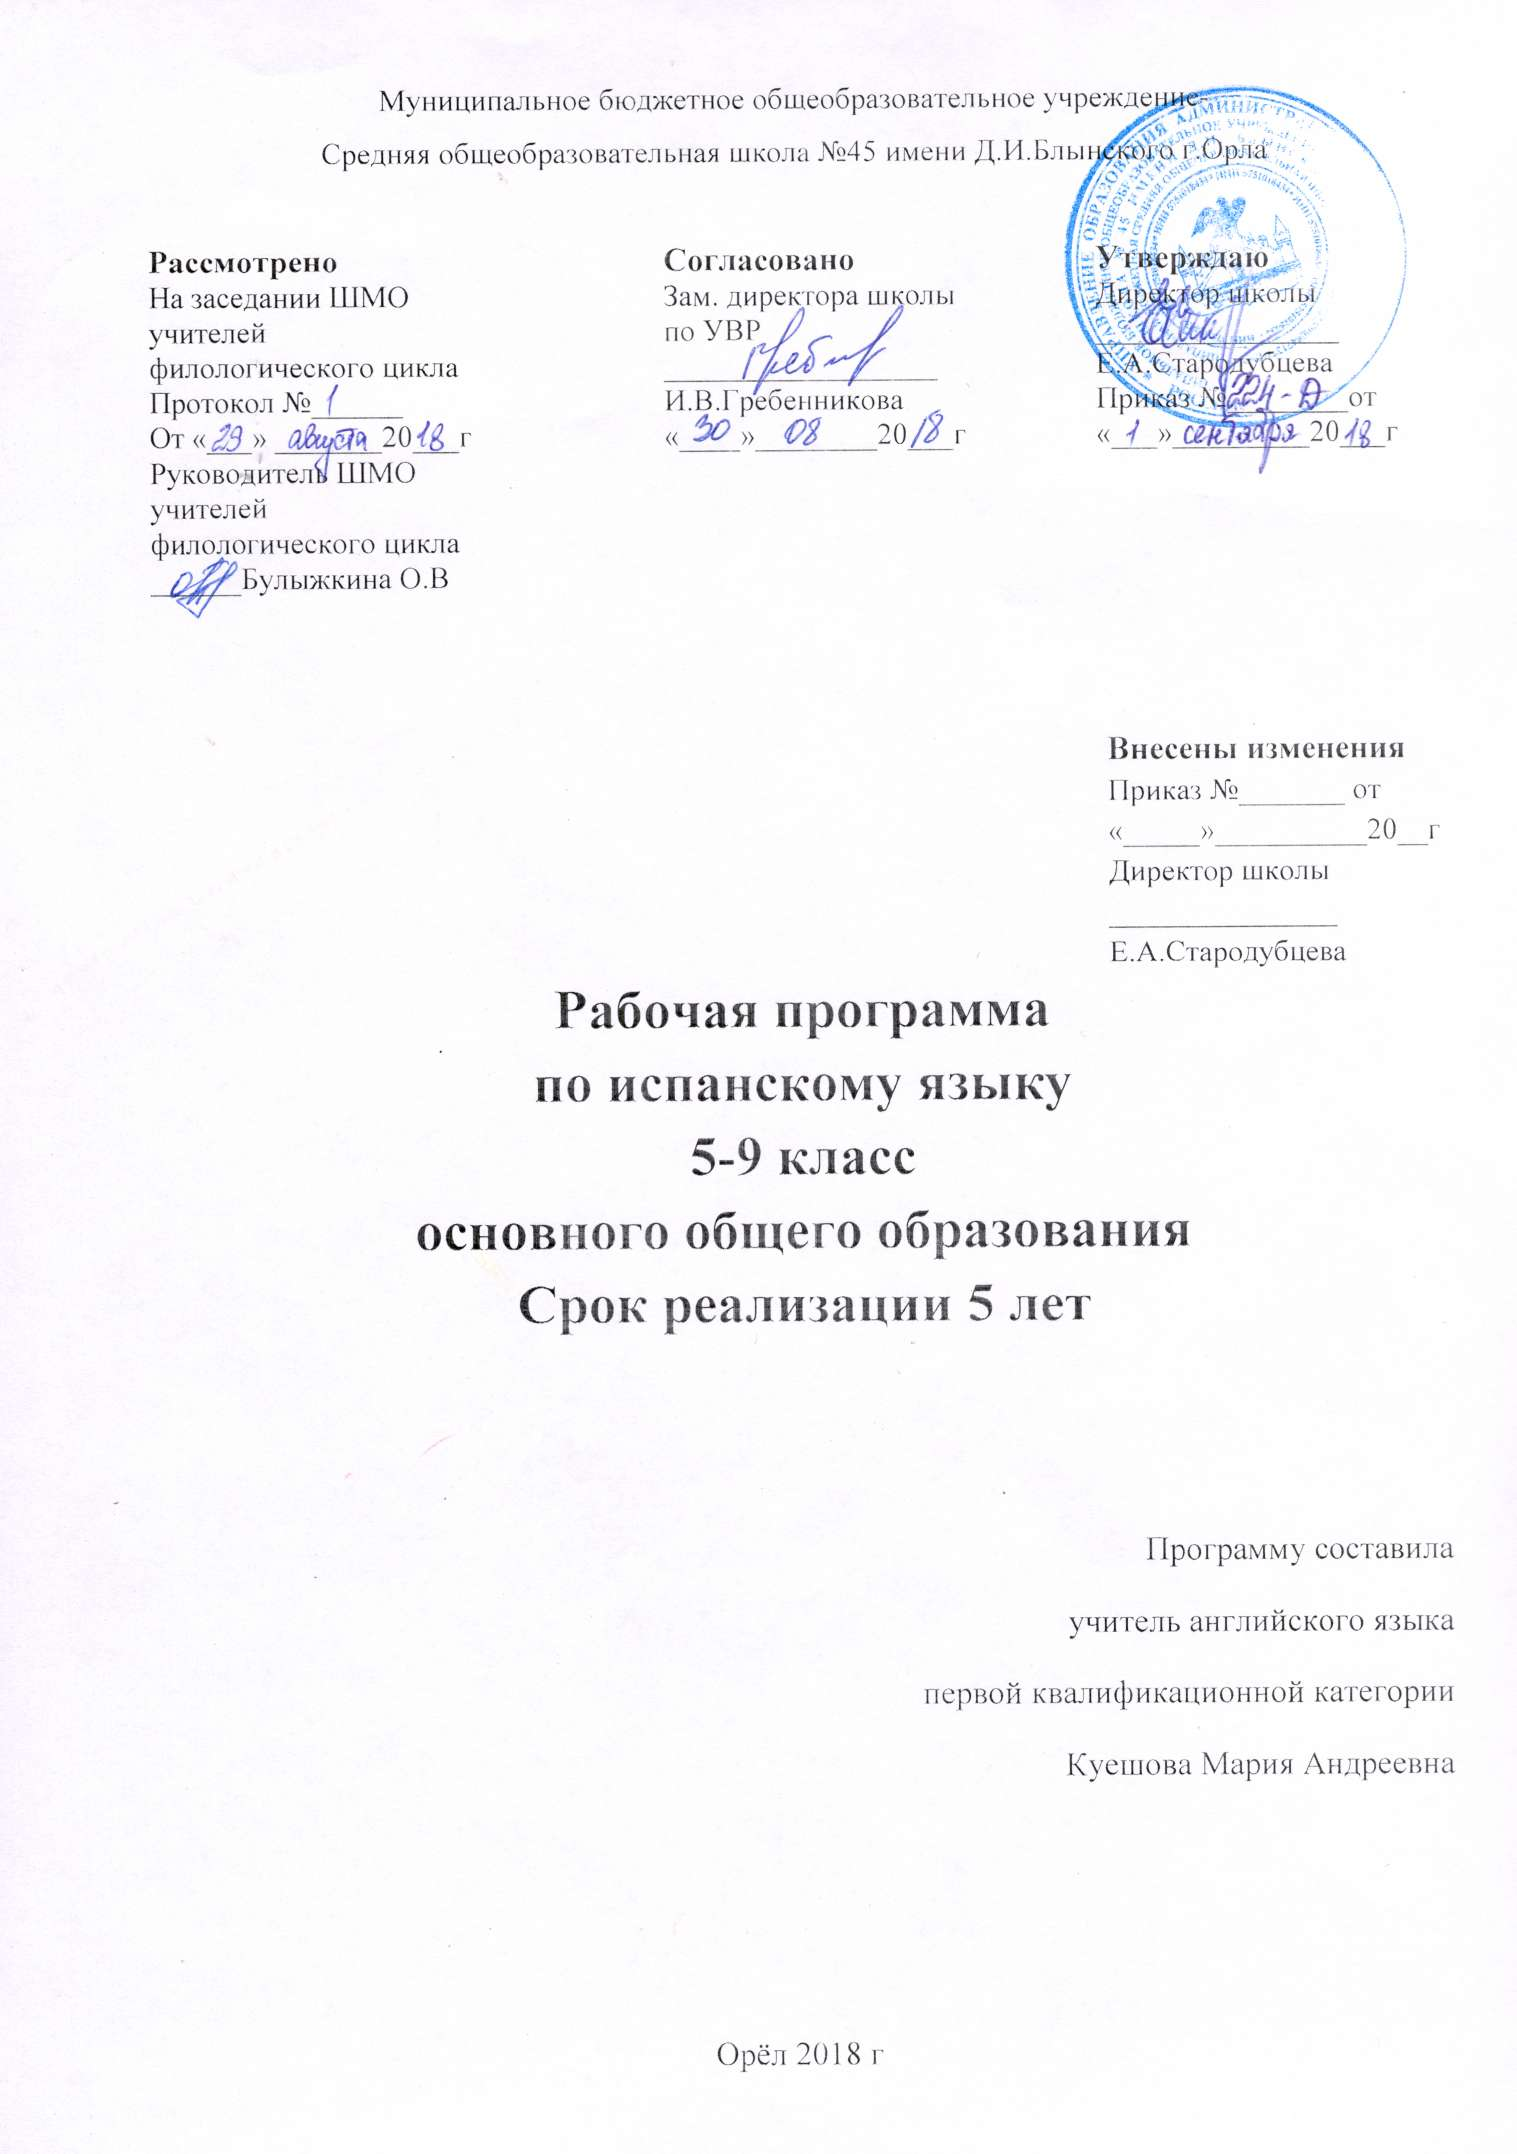 Муниципальное бюджетное общеобразовательное учреждение-
Средняя общеобразовательная школа №45 имени Д.И.Блынского г.Орла
Рассмотрено
На заседании ШМО
учителей
филологического цикла
Протокол № 1
От «29» августа 2018 г
Руководитель ШМО
учителей
филологического цикла
Булыжкина О.В
Согласовано
Зам. директора школы
по УВР
И.В.Гребенникова
«30» 08 2018 г
Утверждаю
Директор школы
Е.А.Стародубцева
Приказ № 224-Д от
«1» сентября 2018 г
Внесены изменения
Приказ №_______ от
«_____»__________20__г
Директор школы
_______________
Е.А.Стародубцева
Рабочая программа
по испанскому языку
5-9 класс
основного общего образования
Срок реализации 5 лет
Программу составила
учитель английского языка
первой квалификационной категории
Куешова Мария Андреевна
Орёл 2018 г